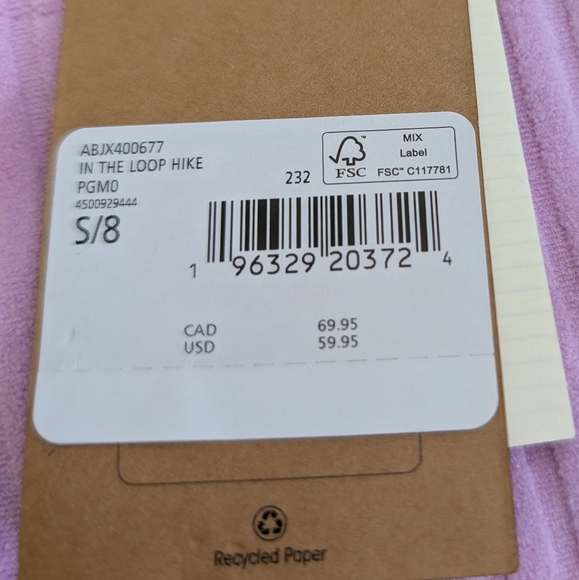 ABJX400677
IN THE LOOP HIKE
PGM0
4500929444
S/8
232
FSC™
MIX
Label
FSC™ C117781
1 96329 20372 4
CAD 69.95
USD 59.95
Recycled Paper